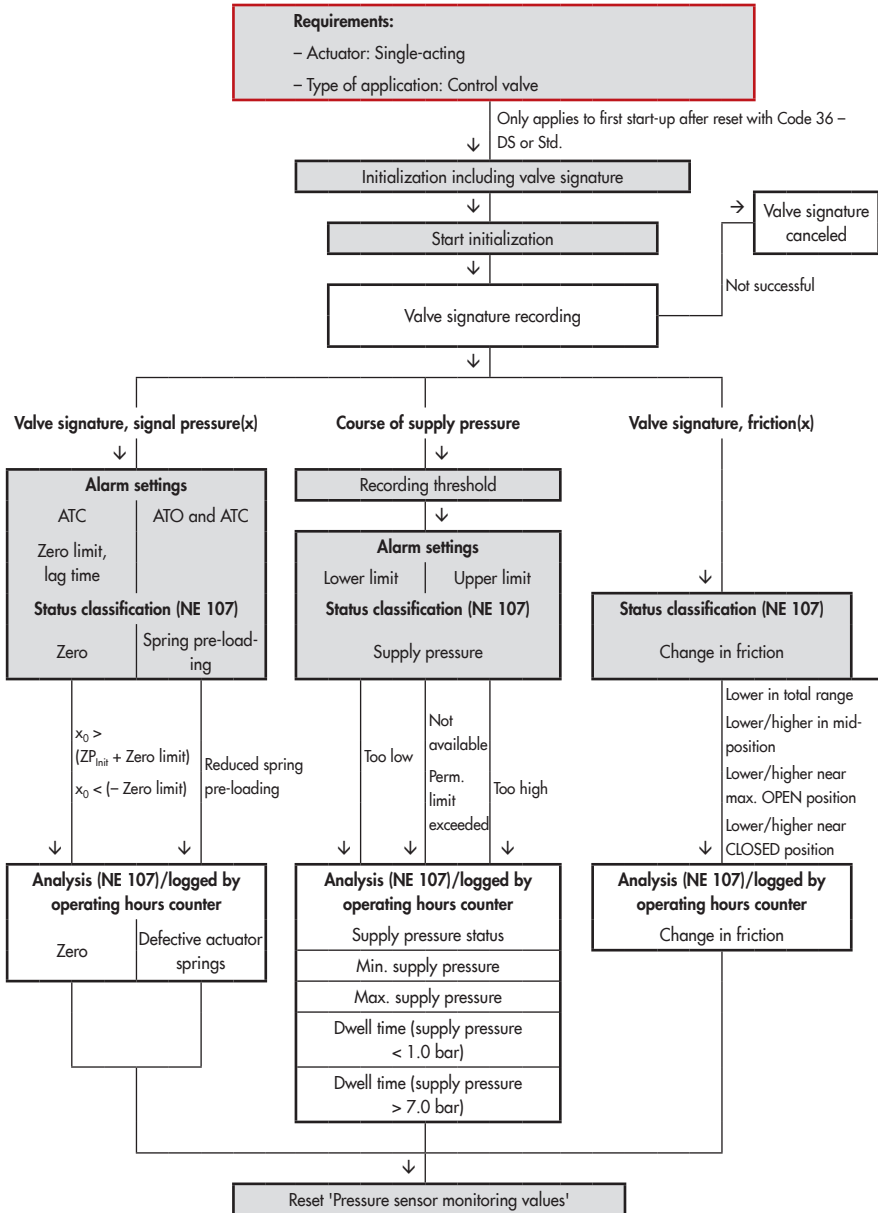 Requirements:
– Actuator: Single-acting
– Type of application: Control valve
Only applies to first start-up after reset with Code 36 –
DS or Std.
Initialization including valve signature
Start initialization
Valve signature
canceled
Not successful
Valve signature recording
Valve signature, signal pressure(x)
Alarm settings
ATC
ATO and ATC
Zero limit,
lag time
Status classification (NE 107)
Zero
Spring pre-load-
ing
x₀ >
(ZP_Init + Zero limit)
x₀ < (– Zero limit)
Reduced spring
pre-loading
Analysis (NE 107)/logged by
operating hours counter
Zero
Defective actuator
springs
Course of supply pressure
Recording threshold
Alarm settings
Lower limit
Upper limit
Status classification (NE 107)
Supply pressure
Too low
Not
available
Perm.
limit
exceeded
Too high
Analysis (NE 107)/logged by
operating hours counter
Supply pressure status
Min. supply pressure
Max. supply pressure
Dwell time (supply pressure
< 1.0 bar)
Dwell time (supply pressure
> 7.0 bar)
Valve signature, friction(x)
Status classification (NE 107)
Change in friction
Lower in total range
Lower/higher in mid-
position
Lower/higher near
max. OPEN position
Lower/higher near
CLOSED position
Analysis (NE 107)/logged by
operating hours counter
Change in friction
Reset 'Pressure sensor monitoring values'